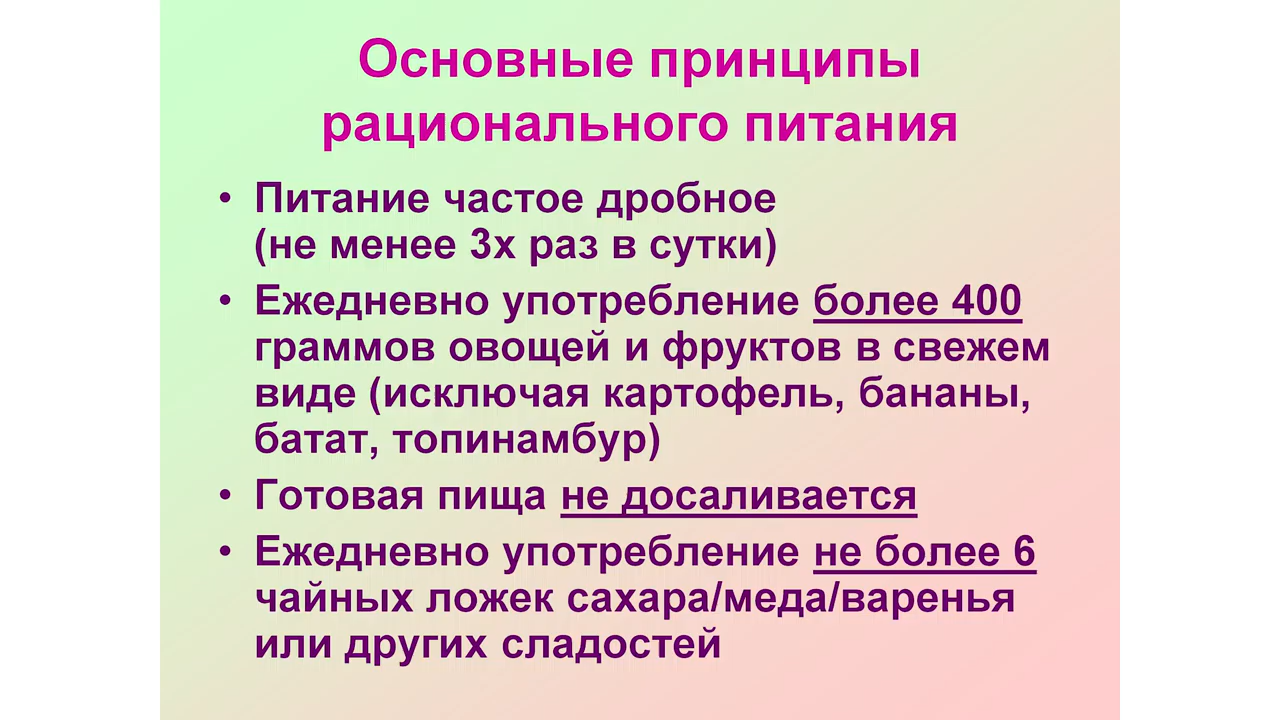 Основные принципы
рационального питания
• Питание частое дробное
(не менее 3х раз в сутки)
• Ежедневно употребление более 400
граммов овощей и фруктов в свежем
виде (исключая картофель, бананы,
батат, топинамбур)
• Готовая пища не досаливается
• Ежедневно употребление не более 6
чайных ложек сахара/меда/варенья
или других сладостей